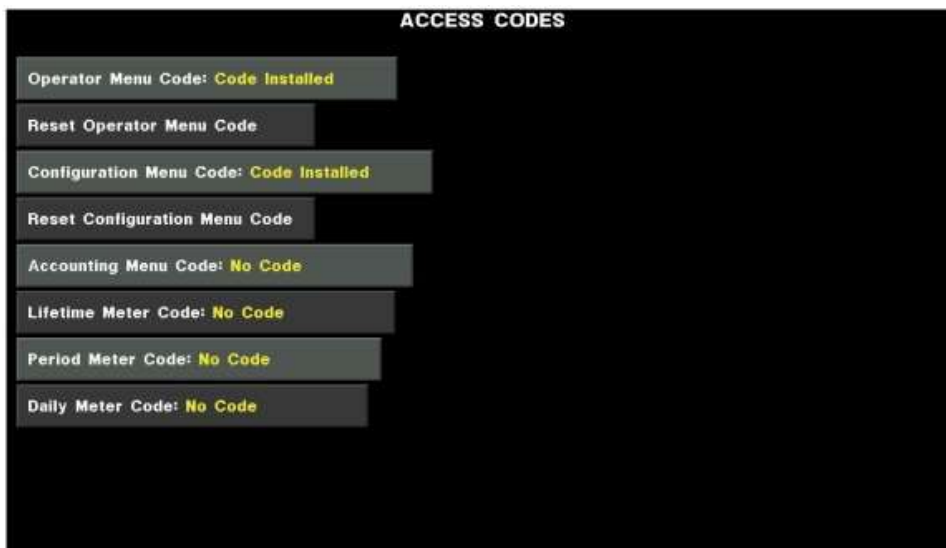 ACCESS CODES
Operator Menu Code: Code Installed
Reset Operator Menu Code
Configuration Menu Code: Code Installed
Reset Configuration Menu Code
Accounting Menu Code: No Code
Lifetime Meter Code: No Code
Period Meter Code: No Code
Daily Meter Code: No Code